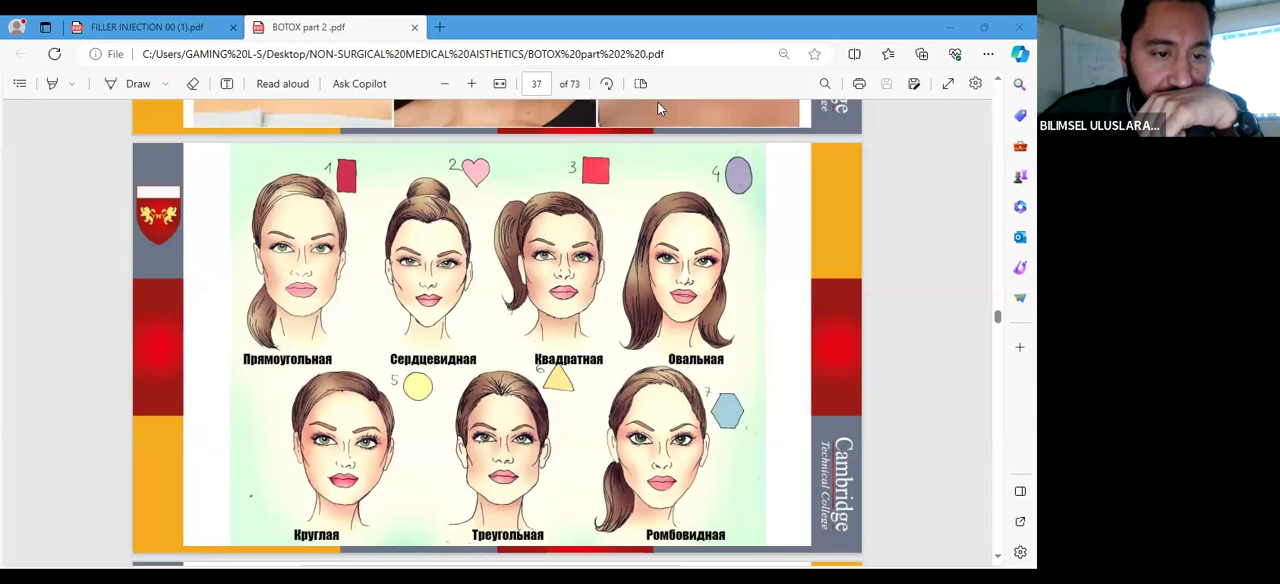 FILLER INJECTION 00 (1).pdf
BOTOX part 2 .pdf
File
C:/Users/GAMING%20L-S/Desktop/NON-SURGICAL%20MEDICAL%20AISTHETICS/BOTOX%20part%202%20.pdf
Draw
Read aloud
Ask Copilot
37
of 73
BILIMSEL ULUSLARA...
1
2
3
4
Прямоугольная
Сердцевидная
Квадратная
Овальная
5
6
7
Круглая
Треугольная
Ромбовидная
Cambridge
Technical College